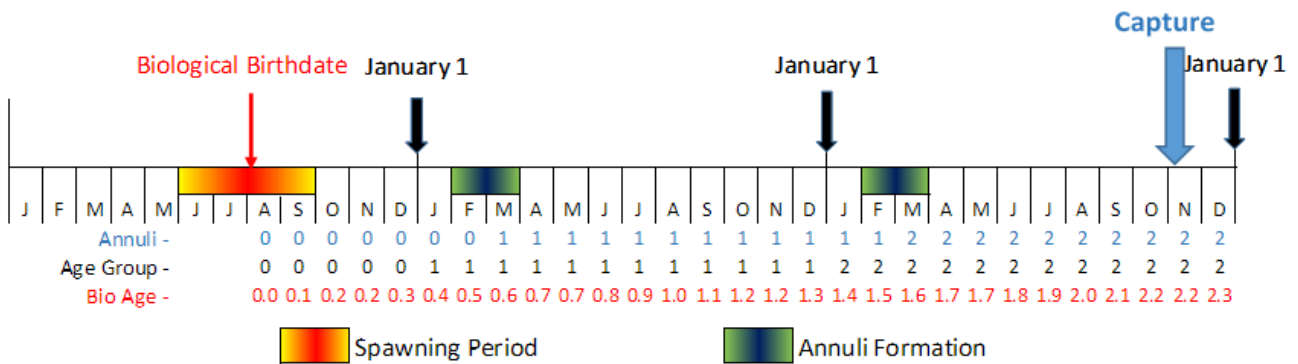 Capture
Biological Birthdate January 1 January 1 January 1
J F M A M J J A S O N D J F M A M J J A S O N D J F M A M J J A S O N D
Annuli - 0 0 0 0 0 0 0 1 1 1 1 1 1 1 1 1 1 1 1 2 2 2 2 2 2 2 2 2 2
Age Group - 0 0 0 0 0 1 1 1 1 1 1 1 1 1 1 1 1 2 2 2 2 2 2 2 2 2 2 2 2
Bio Age - 0.0 0.1 0.2 0.2 0.3 0.4 0.5 0.6 0.7 0.7 0.8 0.9 1.0 1.1 1.2 1.2 1.3 1.4 1.5 1.6 1.7 1.7 1.8 1.9 2.0 2.1 2.2 2.2 2.3
Spawning Period Annuli Formation